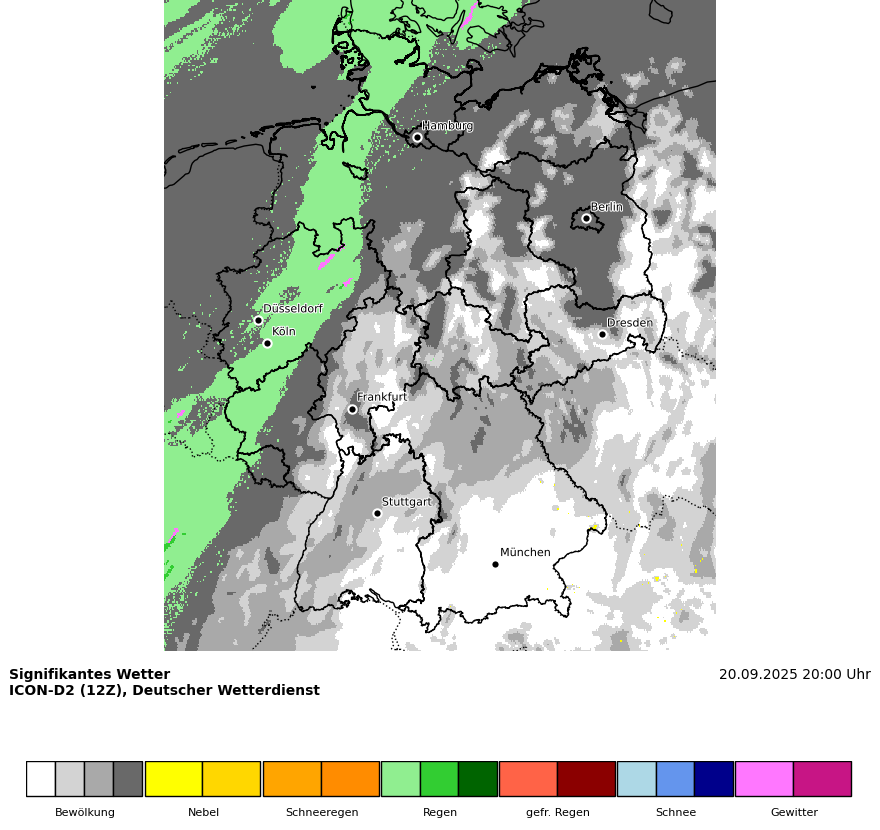 Hamburg
Berlin
Düsseldorf
Köln
Dresden
Frankfurt
Stuttgart
München
Signifikantes Wetter
20.09.2025 20:00 Uhr
ICON-D2 (12Z), Deutscher Wetterdienst
Bewölkung
Nebel
Schneeregen
Regen
gefr. Regen
Schnee
Gewitter